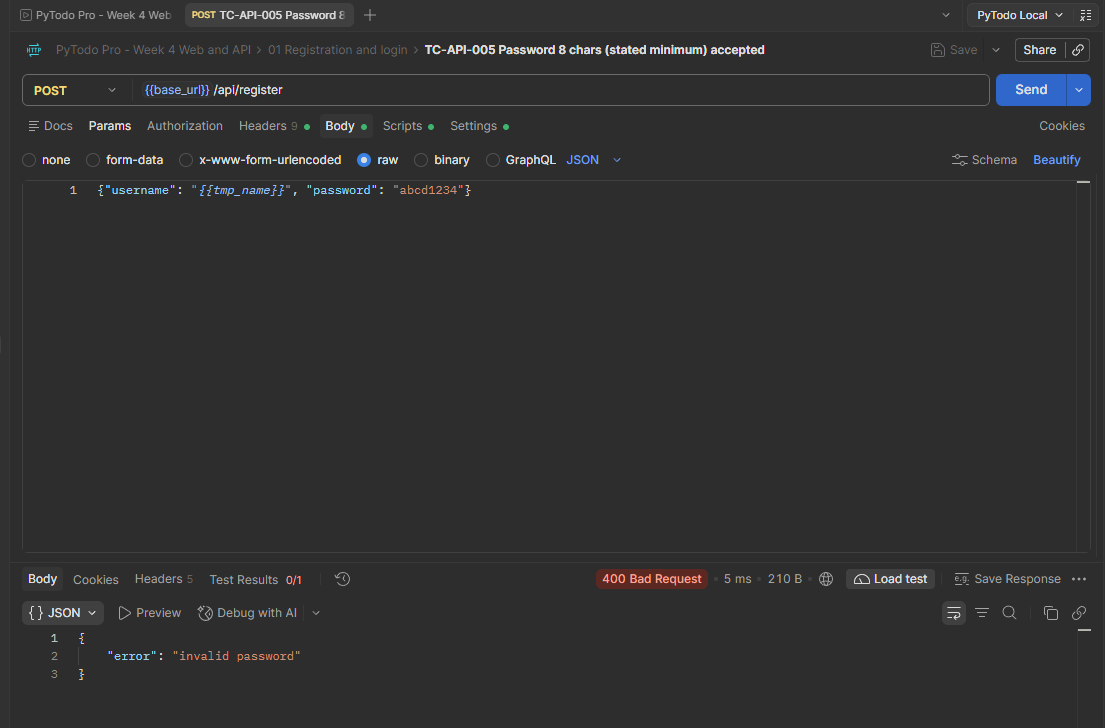 PyTodo Pro - Week 4 Web
POST TC-API-005 Password 8
PyTodo Local
HTTP PyTodo Pro - Week 4 Web and API > 01 Registration and login > TC-API-005 Password 8 chars (stated minimum) accepted
Save
Share
POST {{base_url}} /api/register
Send
Docs Params Authorization Headers 9 Body Scripts Settings
Cookies
none form-data x-www-form-urlencoded raw binary GraphQL JSON
Schema Beautify
1 {"username": "{{tmp_name}}", "password": "abcd1234"}
Body Cookies Headers 5 Test Results 0/1
400 Bad Request 5 ms 210 B Load test e.g. Save Response
{} JSON Preview Debug with AI
1 {
2 "error": "invalid password"
3 }